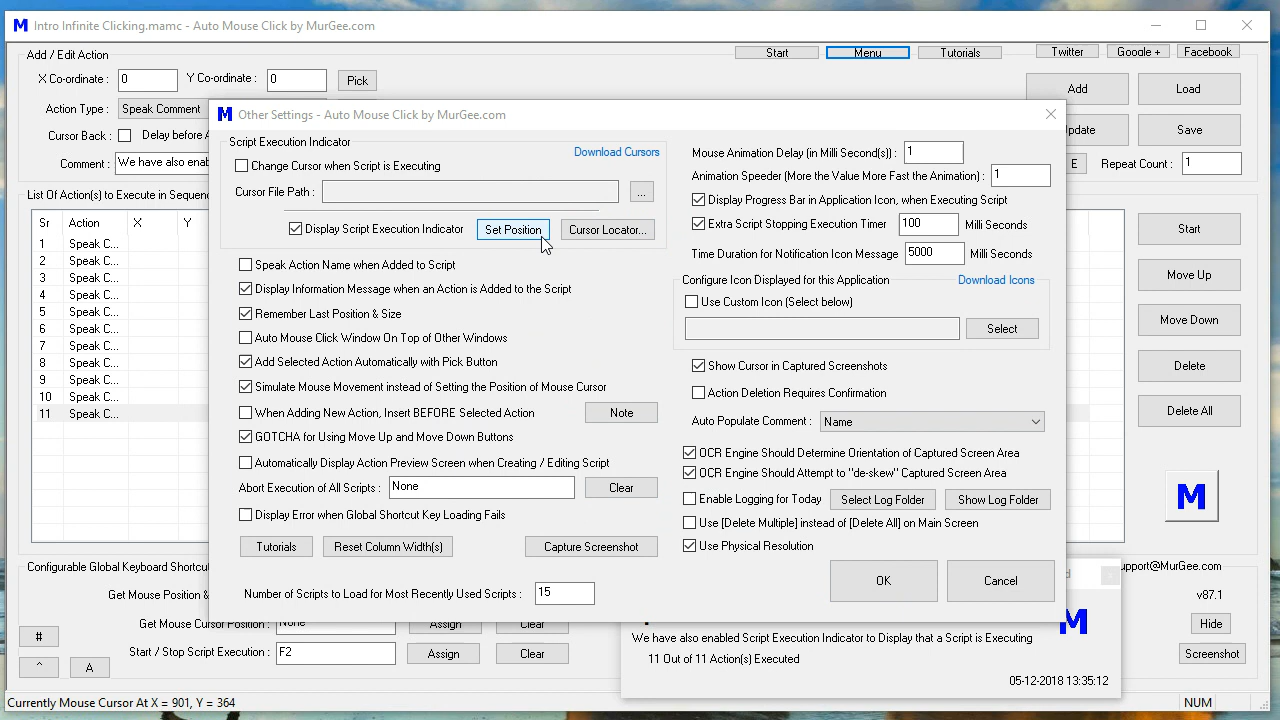 M Intro Infinite Clicking.mamc - Auto Mouse Click by MurGee.com
Add / Edit Action
Start
Menu
Tutorials
Twitter
Google +
Facebook
X Co-ordinate : 0
Y Co-ordinate : 0
Pick
Add
Load
Action Type : Speak Comment
Cursor Back :
Delay before A
Save
Comment : We have also enab
E
Repeat Count : 1
List Of Action(s) to Execute in Sequenc
Sr Action X Y
1 Speak C...
2 Speak C...
3 Speak C...
4 Speak C...
5 Speak C...
6 Speak C...
7 Speak C...
8 Speak C...
9 Speak C...
10 Speak C...
11 Speak C...
Start
Move Up
Move Down
Delete
Delete All
M
M Other Settings - Auto Mouse Click by MurGee.com
Script Execution Indicator
Download Cursors
Change Cursor when Script is Executing
Cursor File Path :
...
Display Script Execution Indicator
Set Position
Cursor Locator...
Speak Action Name when Added to Script
Display Information Message when an Action is Added to the Script
Remember Last Position & Size
Auto Mouse Click Window On Top of Other Windows
Add Selected Action Automatically with Pick Button
Simulate Mouse Movement instead of Setting the Position of Mouse Cursor
When Adding New Action, Insert BEFORE Selected Action
Note
GOTCHA for Using Move Up and Move Down Buttons
Automatically Display Action Preview Screen when Creating / Editing Script
Abort Execution of All Scripts : None
Clear
Display Error when Global Shortcut Key Loading Fails
Tutorials
Reset Column Width(s)
Capture Screenshot
Number of Scripts to Load for Most Recently Used Scripts : 15
Mouse Animation Delay (in Milli Second(s)) : 1
Animation Speeder (More the Value More Fast the Animation) : 1
Display Progress Bar in Application Icon, when Executing Script
Extra Script Stopping Execution Timer 100 Milli Seconds
Time Duration for Notification Icon Message 5000 Milli Seconds
Configure Icon Displayed for this Application
Download Icons
Use Custom Icon (Select below)
Select
Show Cursor in Captured Screenshots
Action Deletion Requires Confirmation
Auto Populate Comment : Name
OCR Engine Should Determine Orientation of Captured Screen Area
OCR Engine Should Attempt to "de-skew" Captured Screen Area
Enable Logging for Today
Select Log Folder
Show Log Folder
Use [Delete Multiple] instead of [Delete All] on Main Screen
Use Physical Resolution
OK
Cancel
Configurable Global Keyboard Shortcu
Get Mouse Position &
Get Mouse Cursor Position : None
Assign
Clear
Start / Stop Script Execution : F2
Assign
Clear
#
^
A
upport@MurGee.com
v87.1
Hide
Screenshot
M
We have also enabled Script Execution Indicator to Display that a Script is Executing
11 Out of 11 Action(s) Executed
05-12-2018 13:35:12
Currently Mouse Cursor At X = 901, Y = 364
NUM